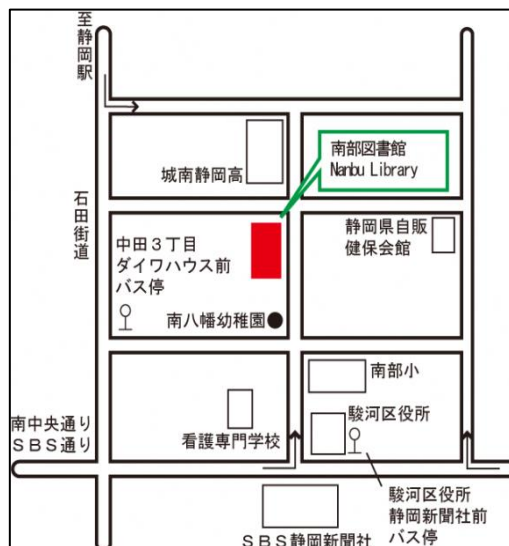 至静岡駅
城南静岡高
南部図書館
Nanbu Library
石田街道
中田３丁目
ダイワハウス前
バス停
静岡県自販
健保会館
南八幡幼稚園
南部小
駿河区役所
看護専門学校
南中央通り
ＳＢＳ通り
駿河区役所
静岡新聞社前
バス停
ＳＢＳ静岡新聞社